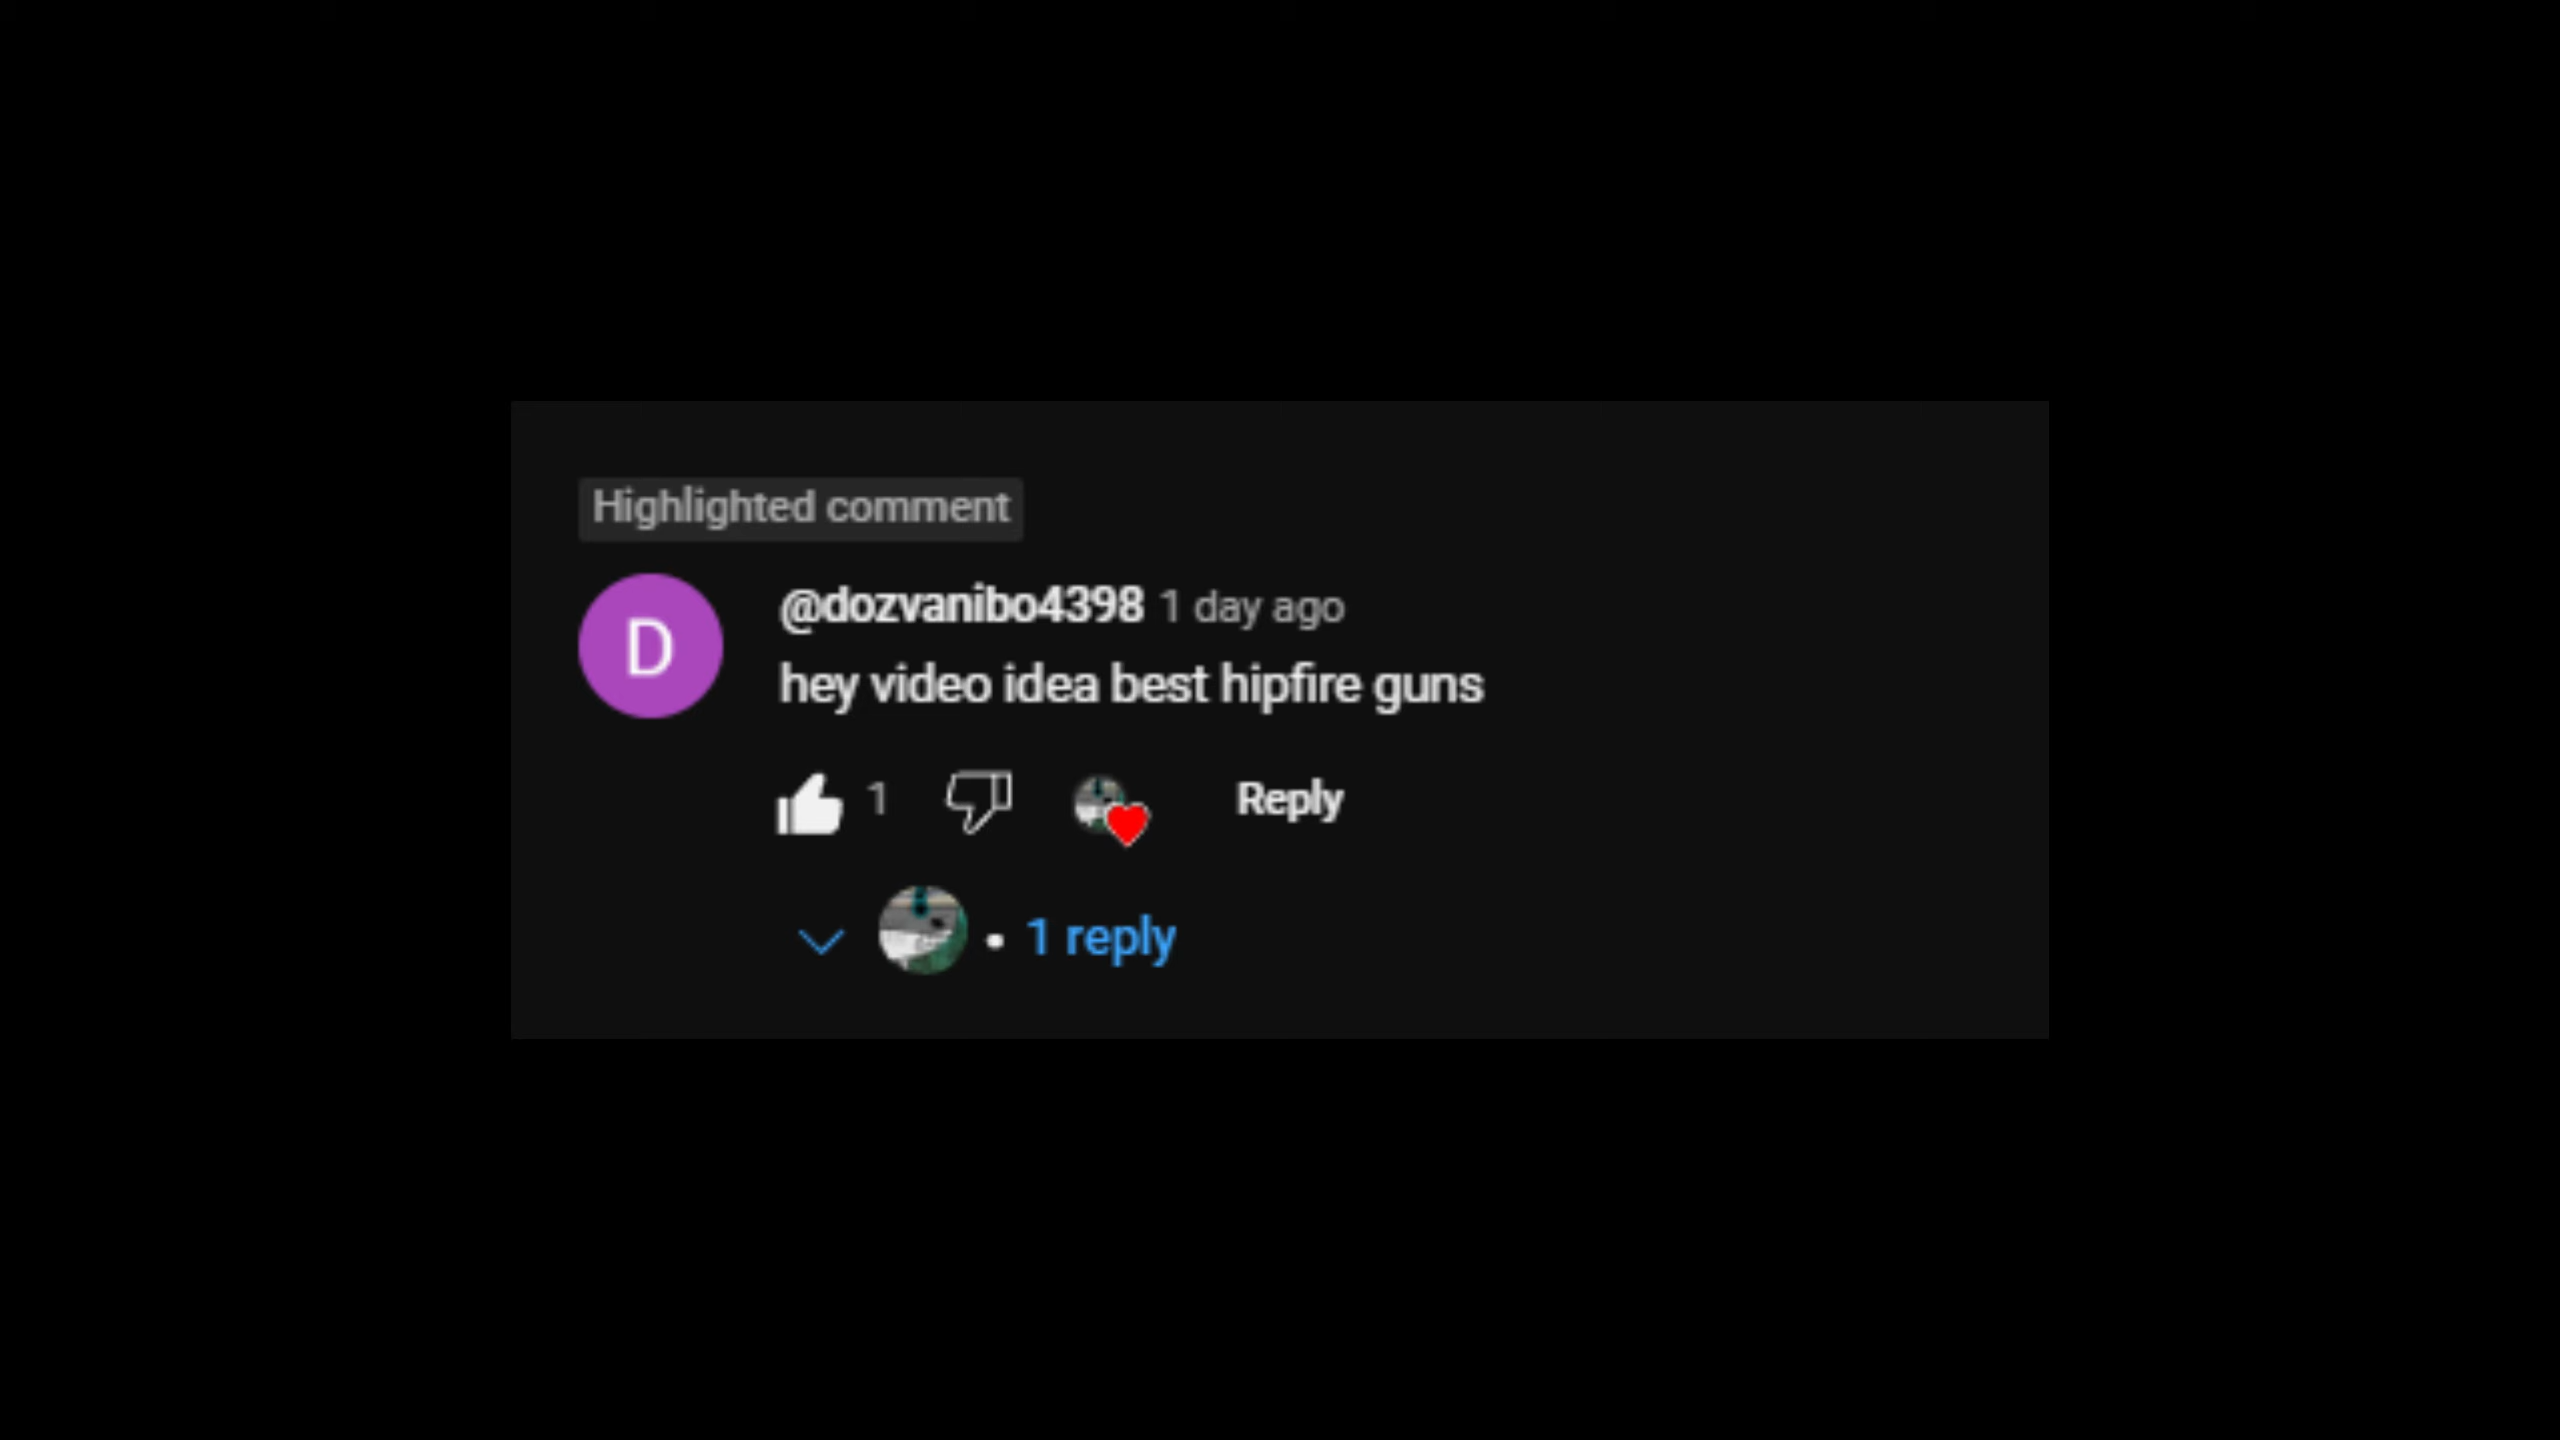 Highlighted comment
D
@dozvanibo4398 1 day ago
hey video idea best hipfire guns
1
Reply
• 1 reply